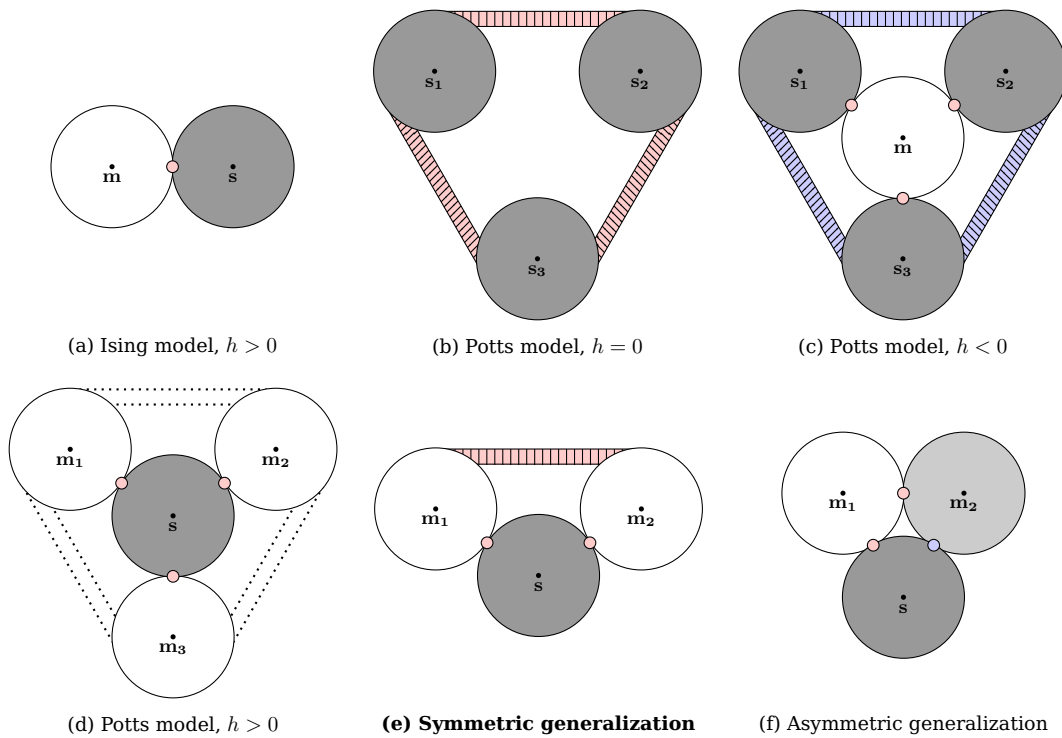 s₁
s₂
s₃
m
s
s₁
s₂
m
s₃
(a) Ising model, h > 0
(b) Potts model, h = 0
(c) Potts model, h < 0
m₁
m₂
s
m₃
m₁
m₂
s
m₁
m₂
s
(d) Potts model, h > 0
(e) Symmetric generalization
(f) Asymmetric generalization